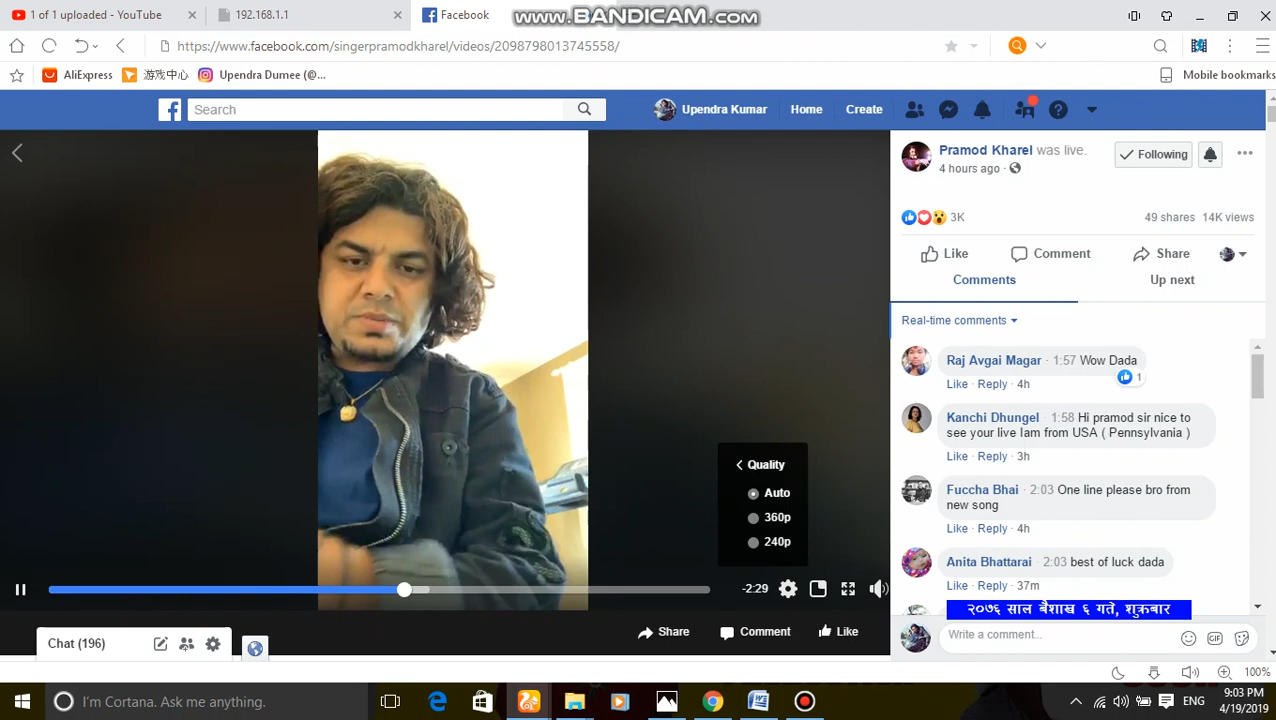 1 of 1 uploaded - YouTube
192.168.1.1
Facebook
www.BANDICAM.com
https://www.facebook.com/singerpramodkharel/videos/2098798013745558/
AliExpress
游戏中心
Upendra Dumee (@...
Mobile bookmarks
Search
Upendra Kumar
Home
Create
Pramod Kharel was live.
4 hours ago
Following
3K
49 shares 14K views
Like
Comment
Share
Comments
Up next
Real-time comments
Raj Avgai Magar · 1:57 Wow Dada
1
Like · Reply · 4h
Kanchi Dhungel · 1:58 Hi pramod sir nice to
see your live Iam from USA ( Pennsylvania )
Like · Reply · 3h
Fuccha Bhai · 2:03 One line please bro from
new song
Like · Reply · 4h
Anita Bhattarai · 2:03 best of luck dada
Like · Reply · 37m
२०७६ साल बैशाख ६ गते, शुक्रबार
Write a comment...
GIF
Quality
Auto
360p
240p
-2:29
Share
Comment
Like
Chat (196)
100%
I'm Cortana. Ask me anything.
ENG
9:03 PM
4/19/2019